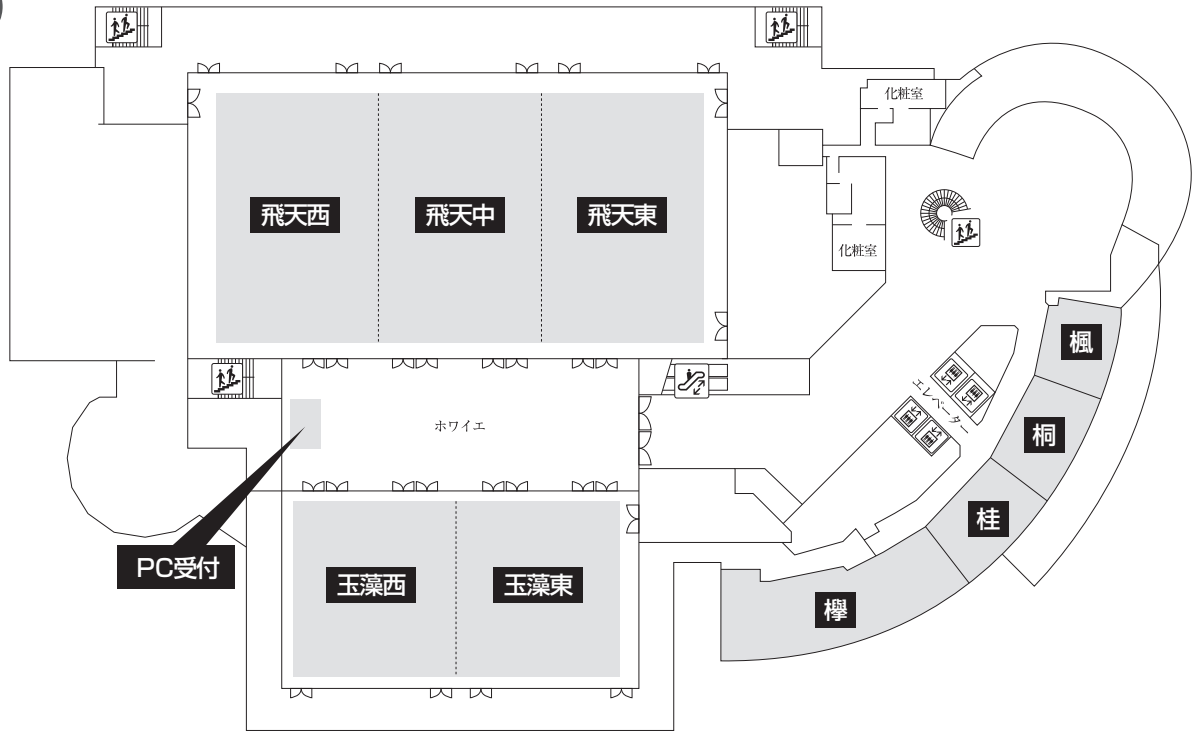 化粧室
飛天西
飛天中
飛天東
化粧室
楓
エレベーター
桐
ホワイエ
桂
PC受付
玉藻西
玉藻東
欅